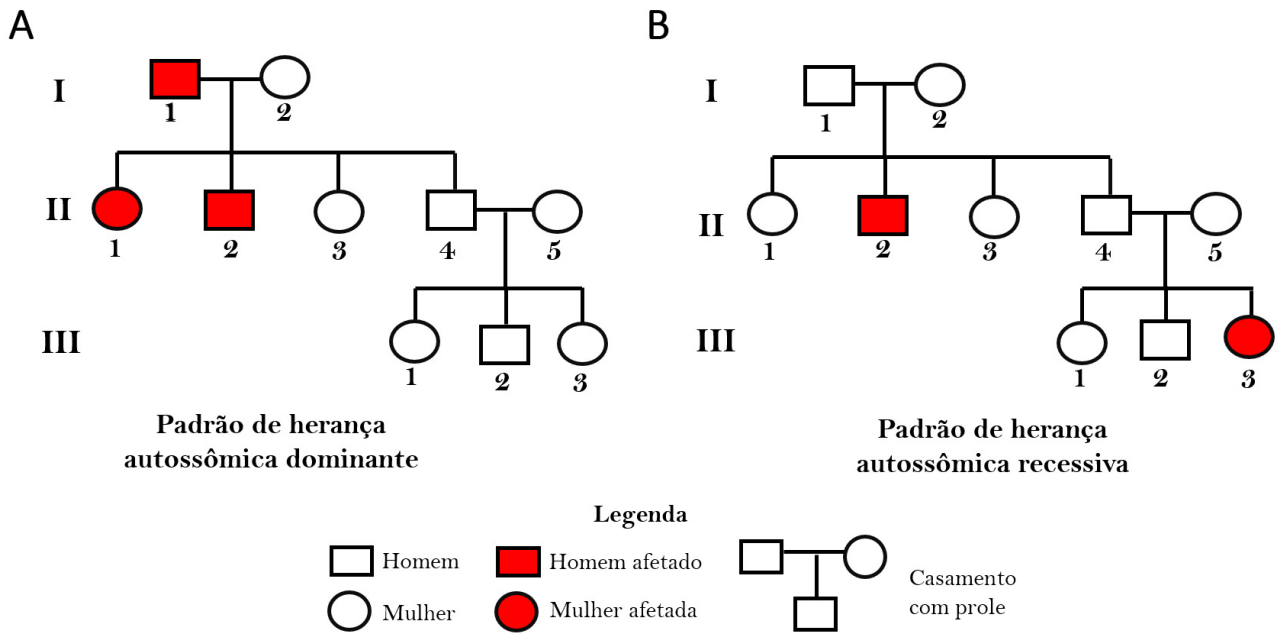 A
I
1
2
II
1
2
3
4
5
III
1
2
3
Padrão de herança
autossômica dominante
B
I
1
2
II
1
2
3
4
5
III
1
2
3
Padrão de herança
autossômica recessiva
Legenda
Homem
Homem afetado
Mulher
Mulher afetada
Casamento
com prole